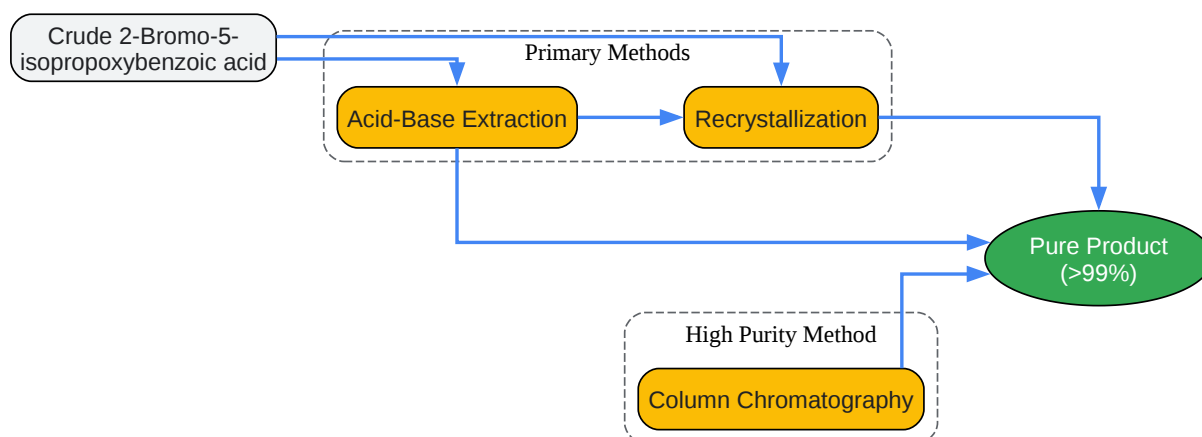 Crude 2-Bromo-5-
isopropoxybenzoic acid
Primary Methods
Acid-Base Extraction
Recrystallization
Pure Product
(>99%)
High Purity Method
Column Chromatography